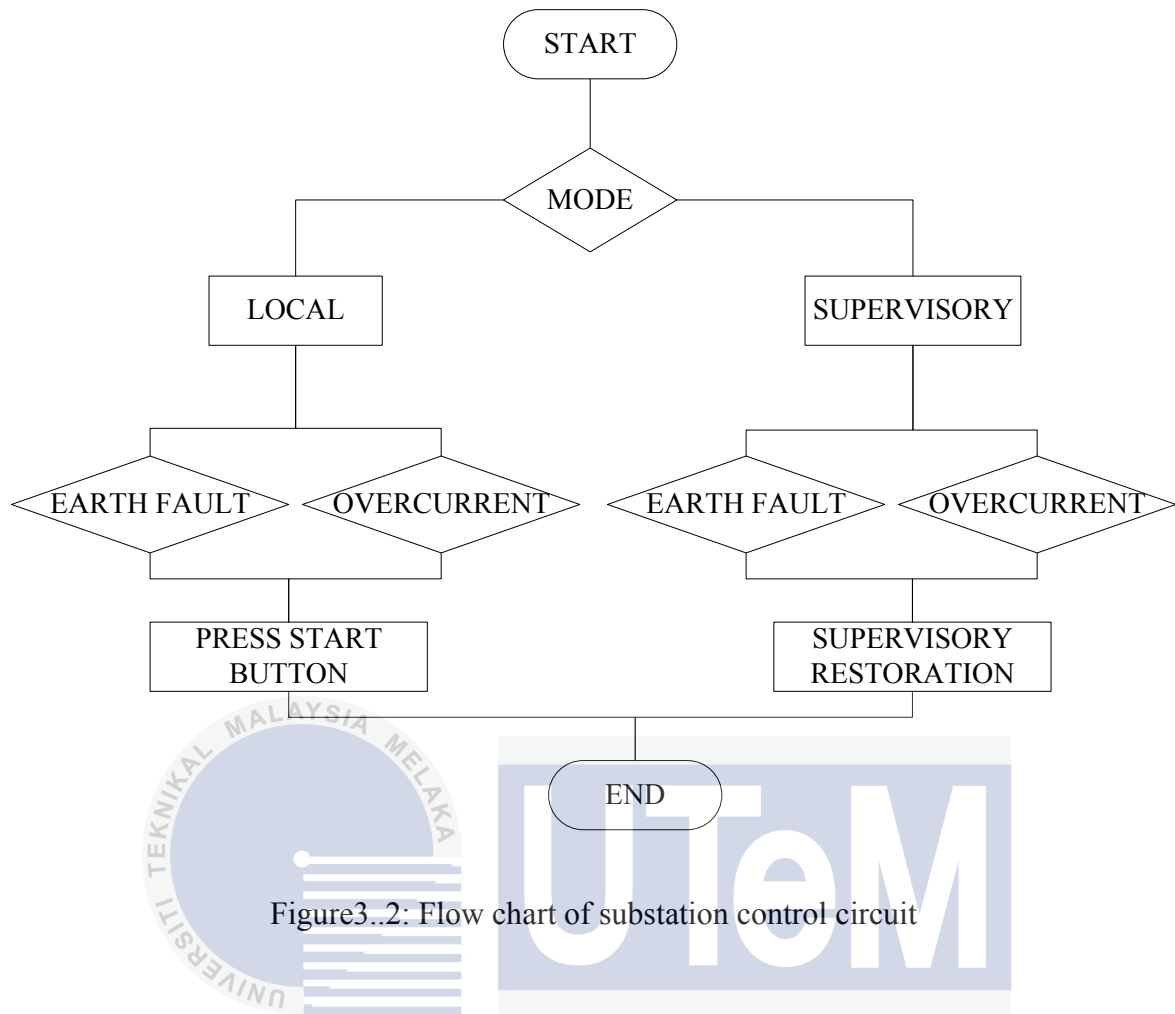 START
MODE
LOCAL
SUPERVISORY
EARTH FAULT
OVERCURRENT
EARTH FAULT
OVERCURRENT
PRESS START
BUTTON
SUPERVISORY
RESTORATION
END
UNIVERSITI TEKNIKAL MALAYSIA MELAKA
UTeM
Figure3..2: Flow chart of substation control circuit